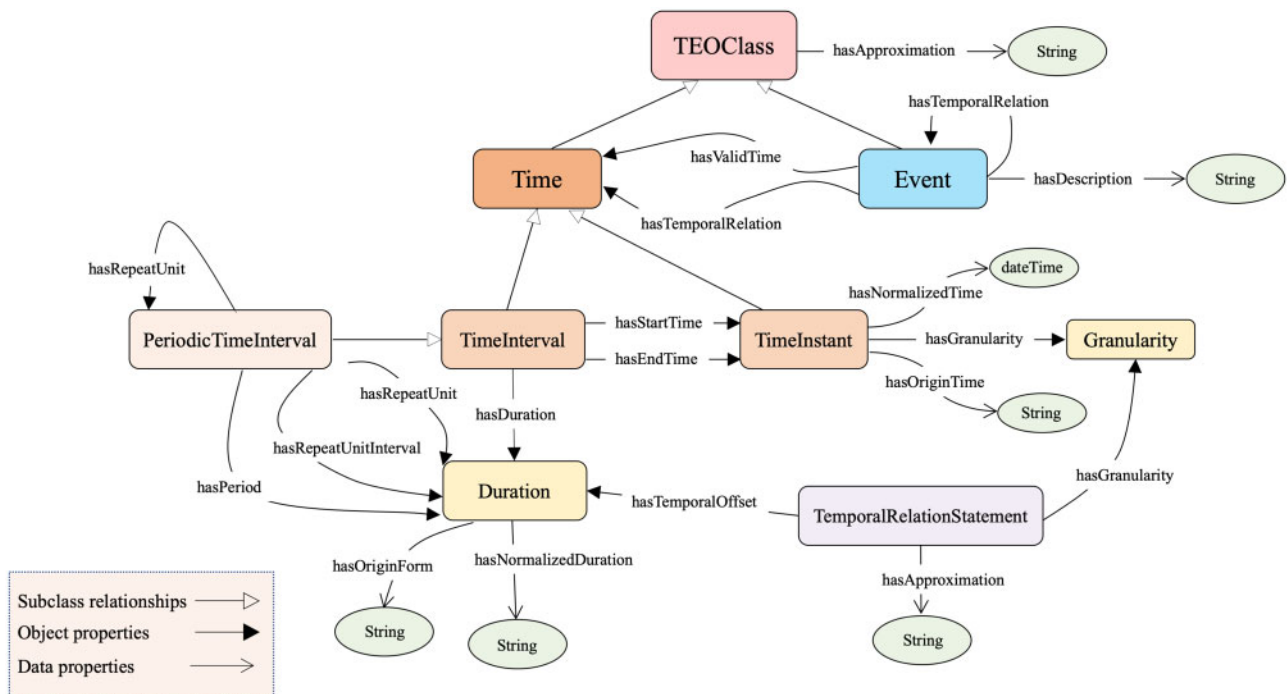 TEOClass
hasApproximation
String
hasTemporalRelation
hasValidTime
Time
Event
hasDescription
String
hasTemporalRelation
hasRepeatUnit
dateTime
hasNormalizedTime
PeriodicTimeInterval
TimeInterval
hasStartTime
hasEndTime
TimeInstant
hasGranularity
Granularity
hasRepeatUnit
hasOriginTime
hasDuration
String
hasRepeatUnitInterval
hasPeriod
Duration
hasTemporalOffset
hasGranularity
TemporalRelationStatement
hasOriginForm
hasNormalizedDuration
hasApproximation
String
String
String
Subclass relationships
Object properties
Data properties